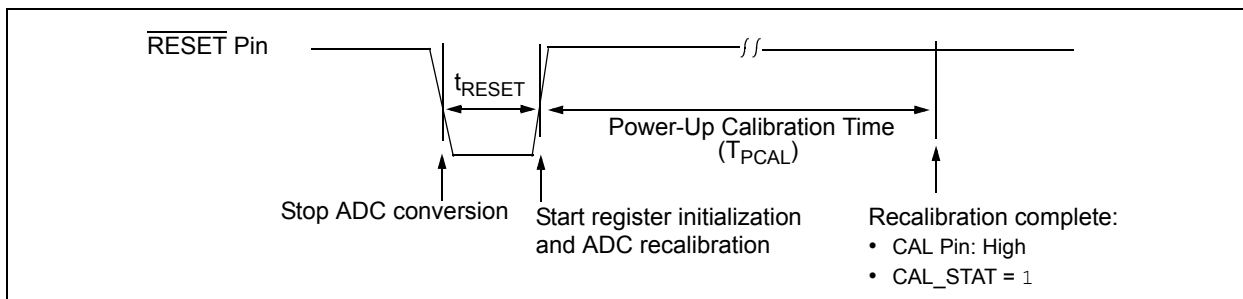 RESET Pin
tRESET
Power-Up Calibration Time
(TPCAL)
Stop ADC conversion
Start register initialization
and ADC recalibration
Recalibration complete:
• CAL Pin: High
• CAL_STAT = 1